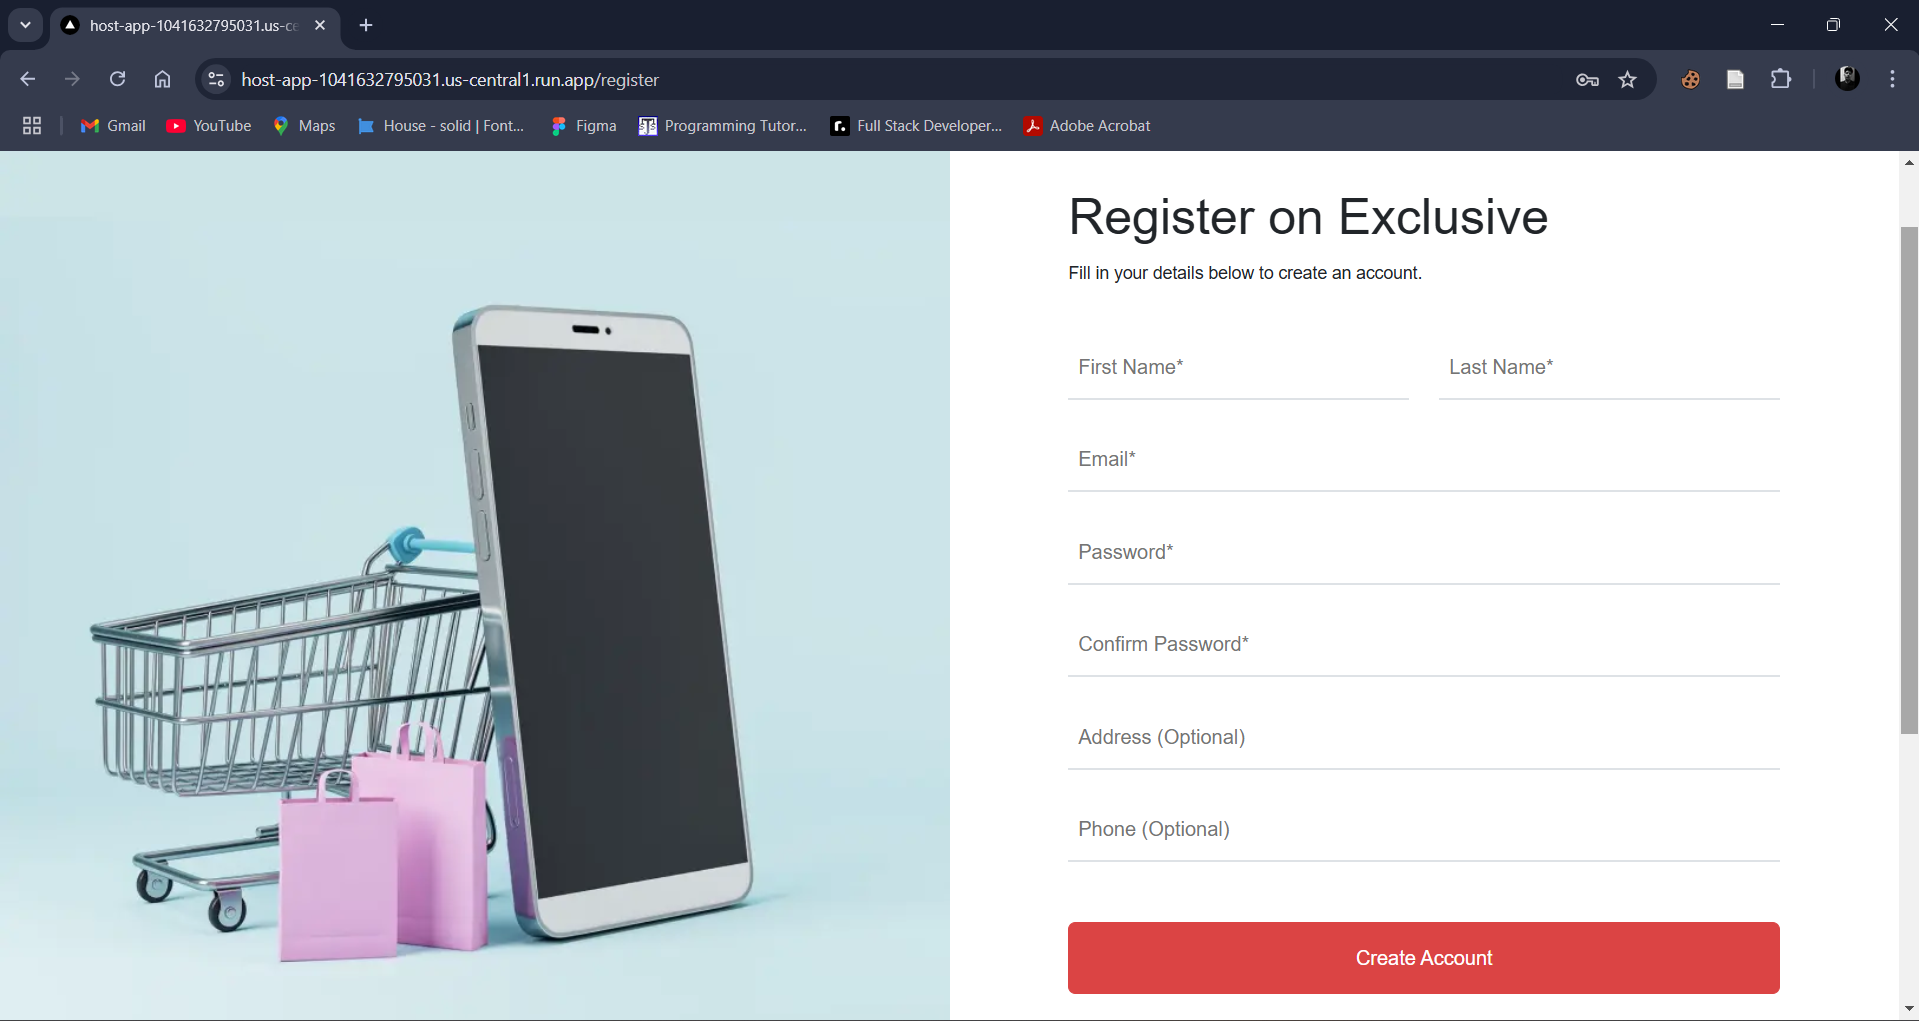 host-app-1041632795031.us-ce
host-app-1041632795031.us-central1.run.app/register
Gmail
YouTube
Maps
House - solid | Font...
Figma
Programming Tutor...
Full Stack Developer...
Adobe Acrobat
Register on Exclusive
Fill in your details below to create an account.
First Name* Last Name*
Email*
Password*
Confirm Password*
Address (Optional)
Phone (Optional)
Create Account